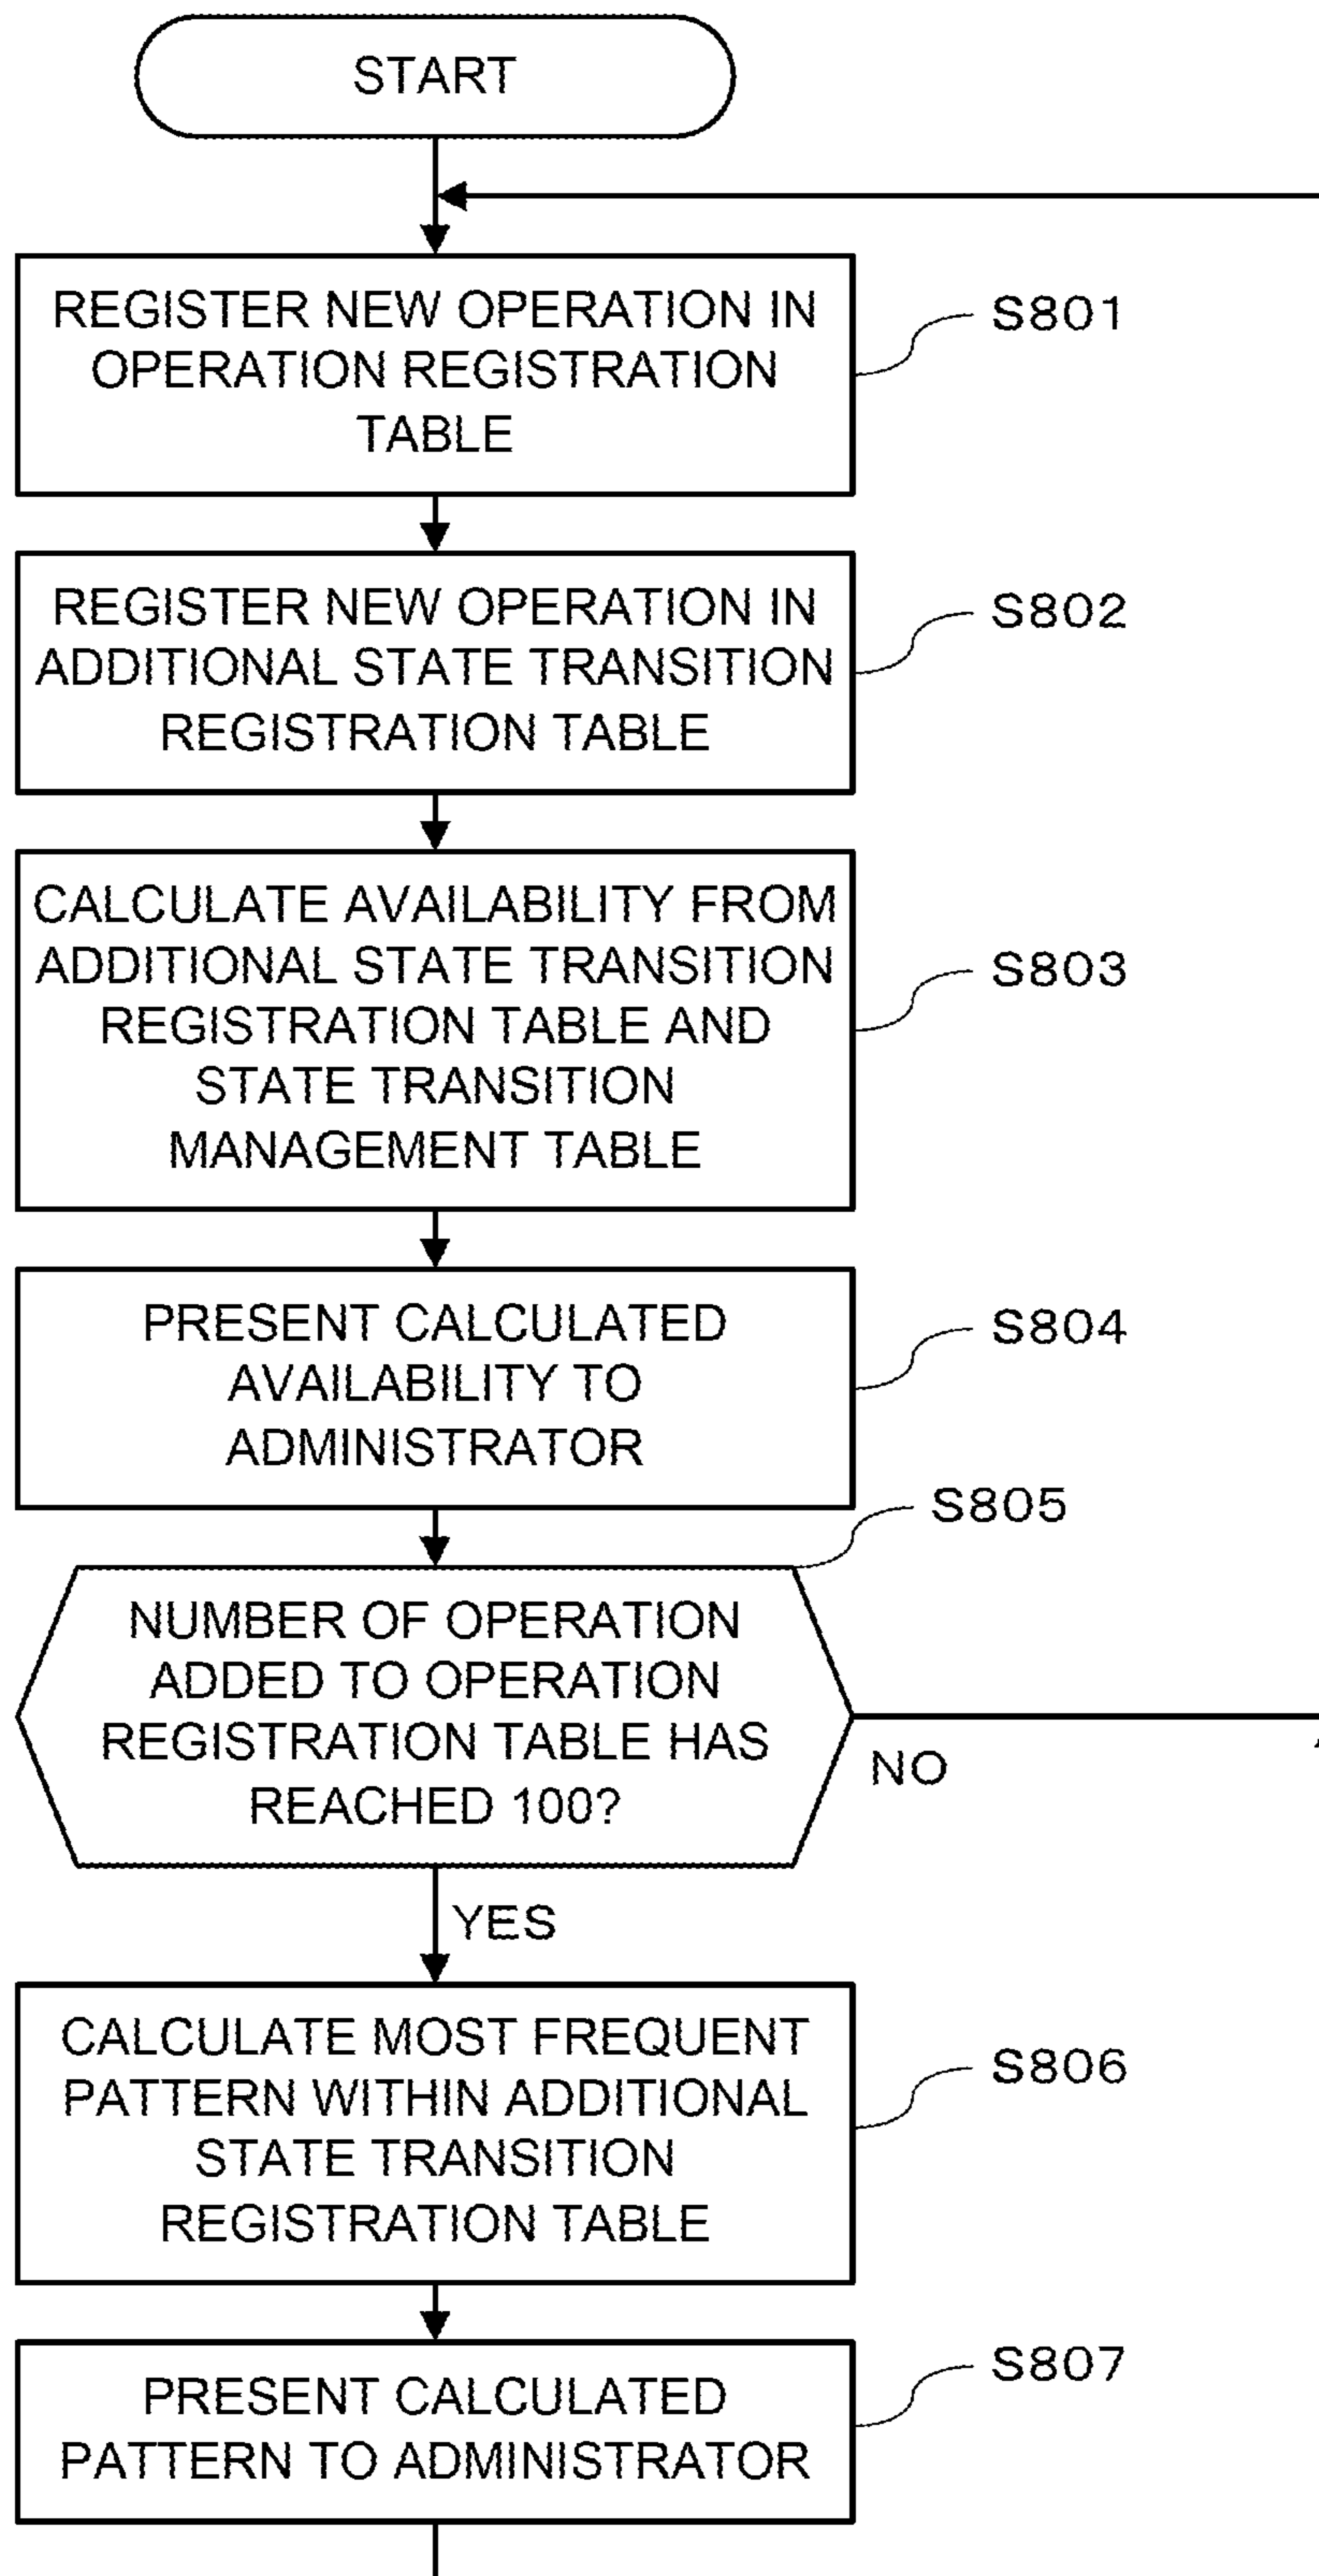 START
REGISTER NEW OPERATION IN
OPERATION REGISTRATION
TABLE
S801
REGISTER NEW OPERATION IN
ADDITIONAL STATE TRANSITION
REGISTRATION TABLE
S802
CALCULATE AVAILABILITY FROM
ADDITIONAL STATE TRANSITION
REGISTRATION TABLE AND
STATE TRANSITION
MANAGEMENT TABLE
S803
PRESENT CALCULATED
AVAILABILITY TO
ADMINISTRATOR
S804
S805
NUMBER OF OPERATION
ADDED TO OPERATION
REGISTRATION TABLE HAS
REACHED 100?
NO
YES
CALCULATE MOST FREQUENT
PATTERN WITHIN ADDITIONAL
STATE TRANSITION
REGISTRATION TABLE
S806
PRESENT CALCULATED
PATTERN TO ADMINISTRATOR
S807